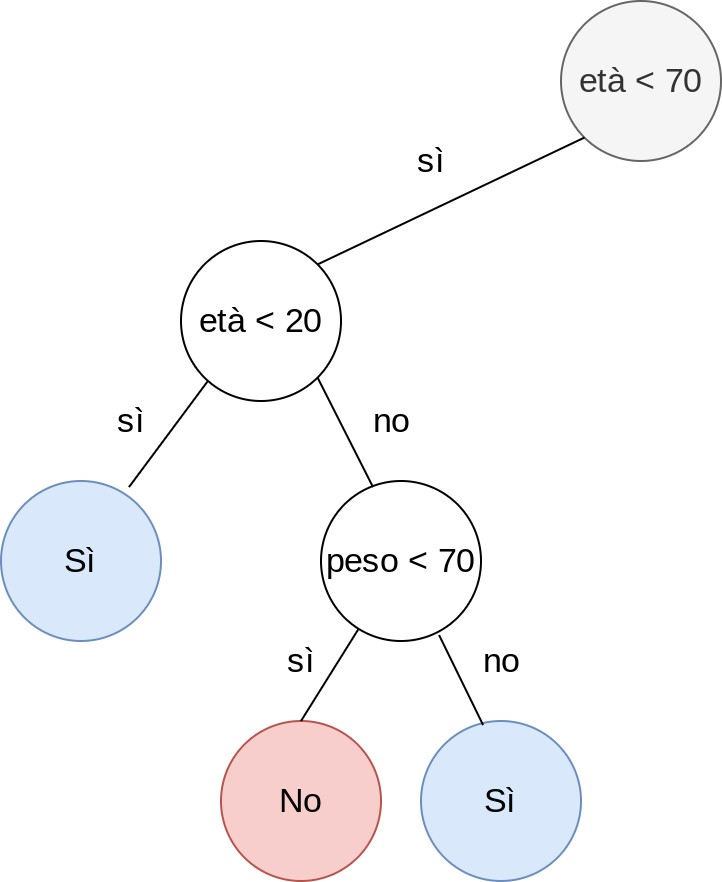 età < 70
sì
età < 20
sì
no
Sì
peso < 70
sì
no
No
Sì